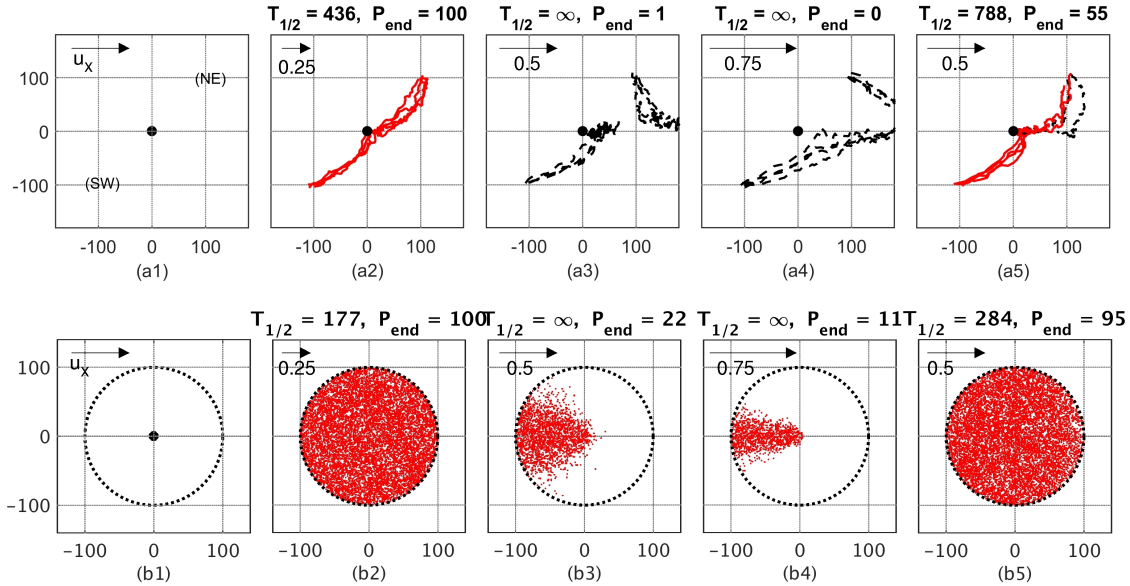 T1/2 = 436, Pend = 100
T1/2 = ∞, Pend = 1
T1/2 = ∞, Pend = 0
T1/2 = 788, Pend = 55
ux
(NE)
(SW)
0.25
0.5
0.75
0.5
100
0
-100
-100 0 100
-100 0 100
-100 0 100
-100 0 100
-100 0 100
(a1)
(a2)
(a3)
(a4)
(a5)
T1/2 = 177, Pend = 100
T1/2 = ∞, Pend = 22
T1/2 = ∞, Pend = 11
T1/2 = 284, Pend = 95
ux
0.25
0.5
0.75
0.5
100
0
−100
−100 0 100
−100 0 100
−100 0 100
−100 0 100
−100 0 100
(b1)
(b2)
(b3)
(b4)
(b5)